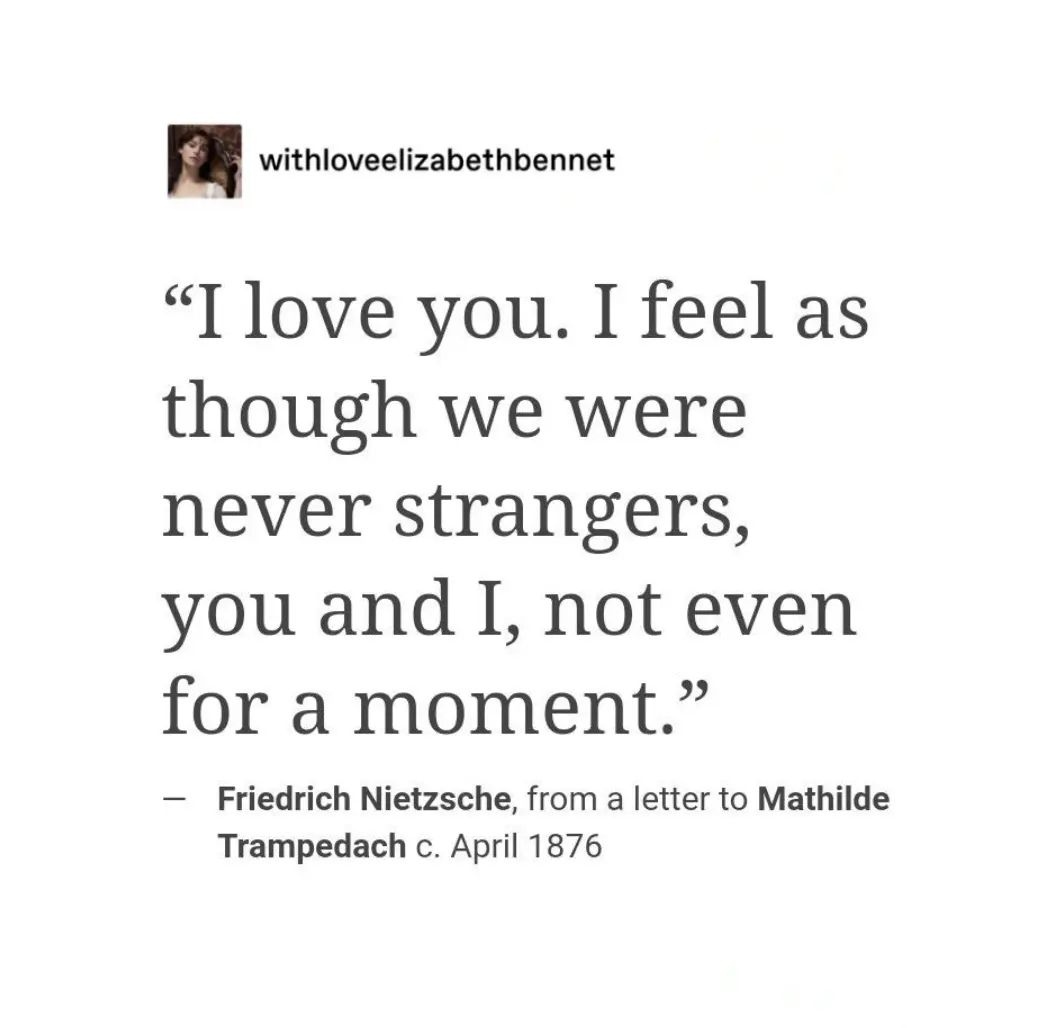 withloveelizabethbennet
“I love you. I feel as
though we were
never strangers,
you and I, not even
for a moment.”
— Friedrich Nietzsche, from a letter to Mathilde
Trampedach c. April 1876